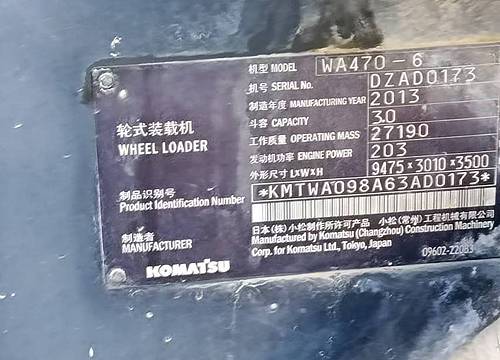 机型 MODEL WA470-6
机号 SERIAL No. DZAD0173
制造年度 MANUFACTURING YEAR 2013
斗容 CAPACITY 3.0
工作质量 OPERATING MASS 27190
发动机功率 ENGINE POWER 203
外形尺寸 L×W×H 9475×3010×3500
轮式装载机
WHEEL LOADER
产品识别号
Product Identification Number
*KMTWA098A63AD0173*
制造者
MANUFACTURER
日本(株)小松制作所许可产品 小松(常州)工程机械有限公司
Manufactured by Komatsu (Changzhou) Construction Machinery
Corp. for Komatsu Ltd., Tokyo, Japan
KOMATSU